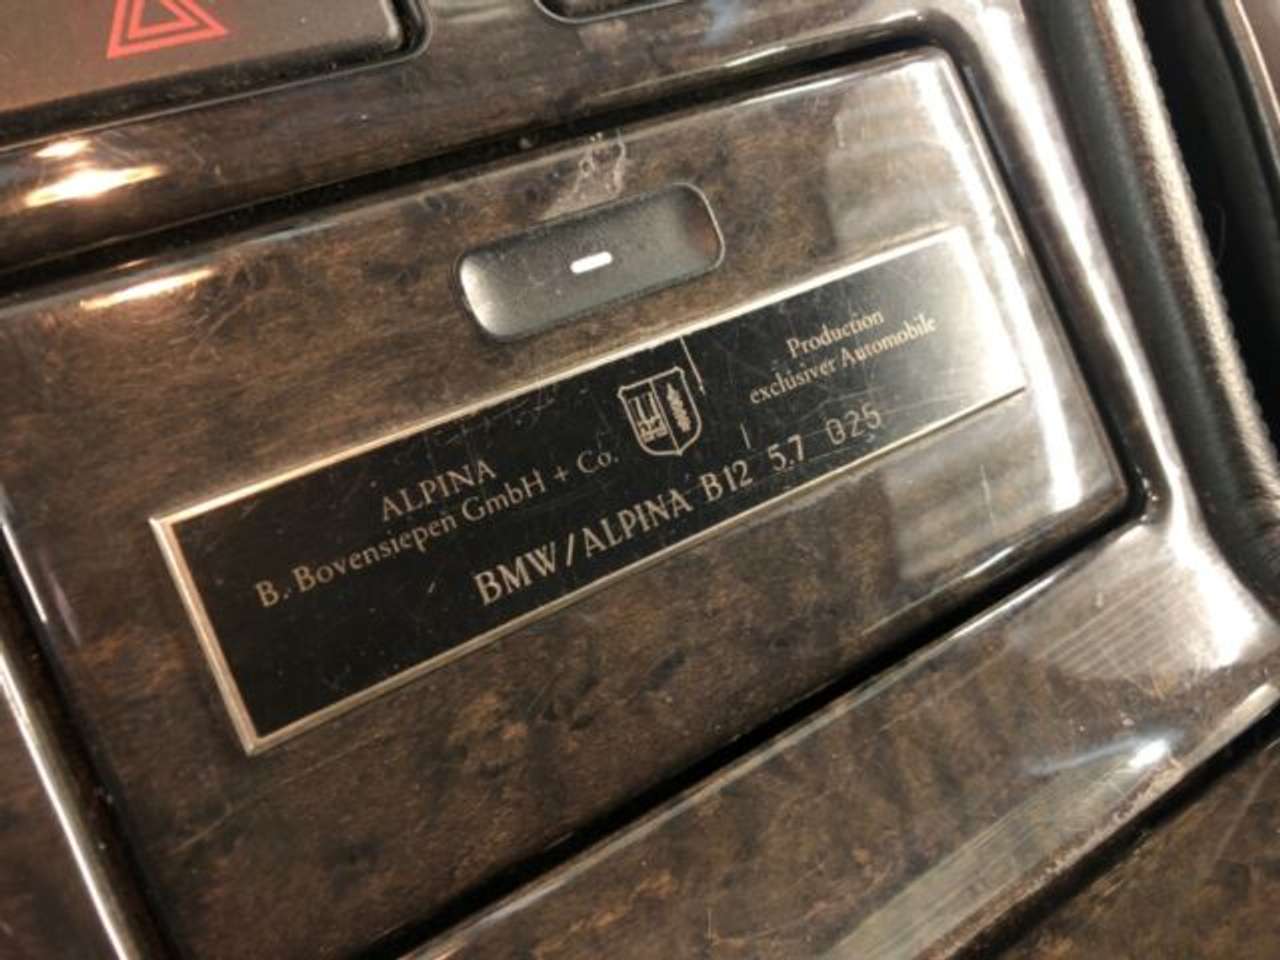 ALPINA
B. Bovensiepen GmbH + Co.
Production
exclusiver Automobile
BMW / ALPINA B12 5.7 025